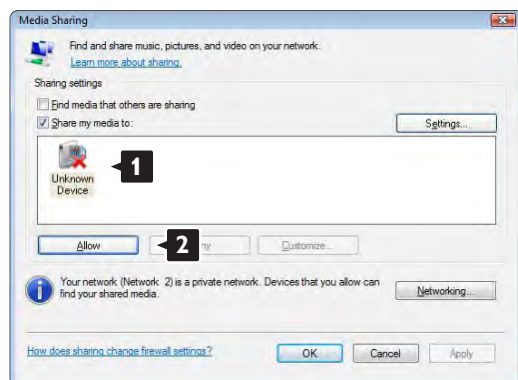 Media Sharing
Find and share music, pictures, and video on your network.
Learn more about sharing.
Sharing settings
Find media that others are sharing
Share my media to:
Settings...
1
Unknown
Device
Allow
2
Customize...
Your network (Network 2) is a private network. Devices that you allow can
find your shared media.
Networking...
How does sharing change firewall settings?
OK
Cancel
Apply